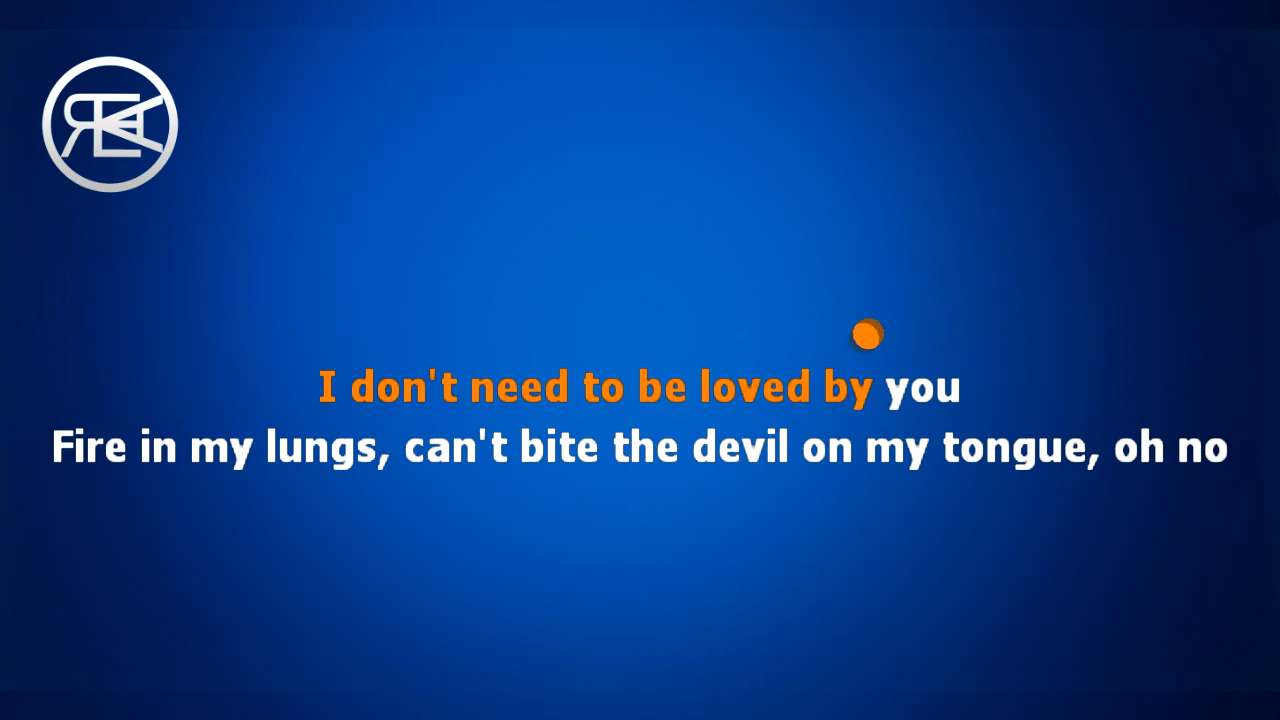 I don't need to be loved by you
Fire in my lungs, can't bite the devil on my tongue, oh no